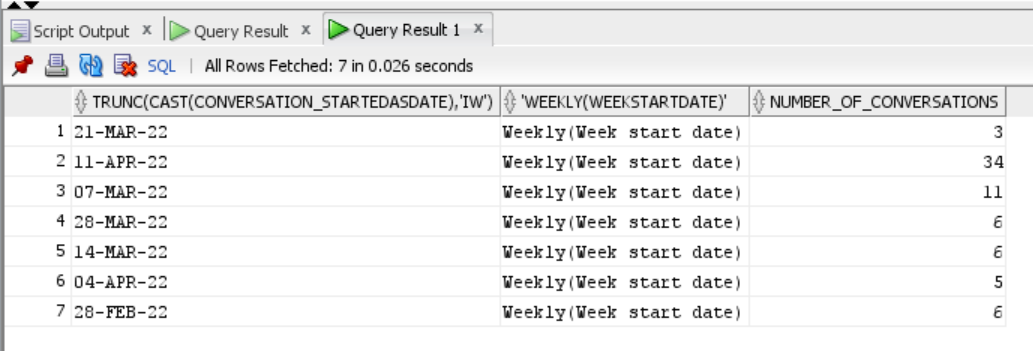 Script Output x Query Result x Query Result 1 x
SQL | All Rows Fetched: 7 in 0.026 seconds
TRUNC(CAST(CONVERSATION_STARTEDASDATE),'IW') 'WEEKLY(WEEKSTARTDATE)' NUMBER_OF_CONVERSATIONS
1 21-MAR-22 Weekly(Week start date) 3
2 11-APR-22 Weekly(Week start date) 34
3 07-MAR-22 Weekly(Week start date) 11
4 28-MAR-22 Weekly(Week start date) 6
5 14-MAR-22 Weekly(Week start date) 6
6 04-APR-22 Weekly(Week start date) 5
7 28-FEB-22 Weekly(Week start date) 6